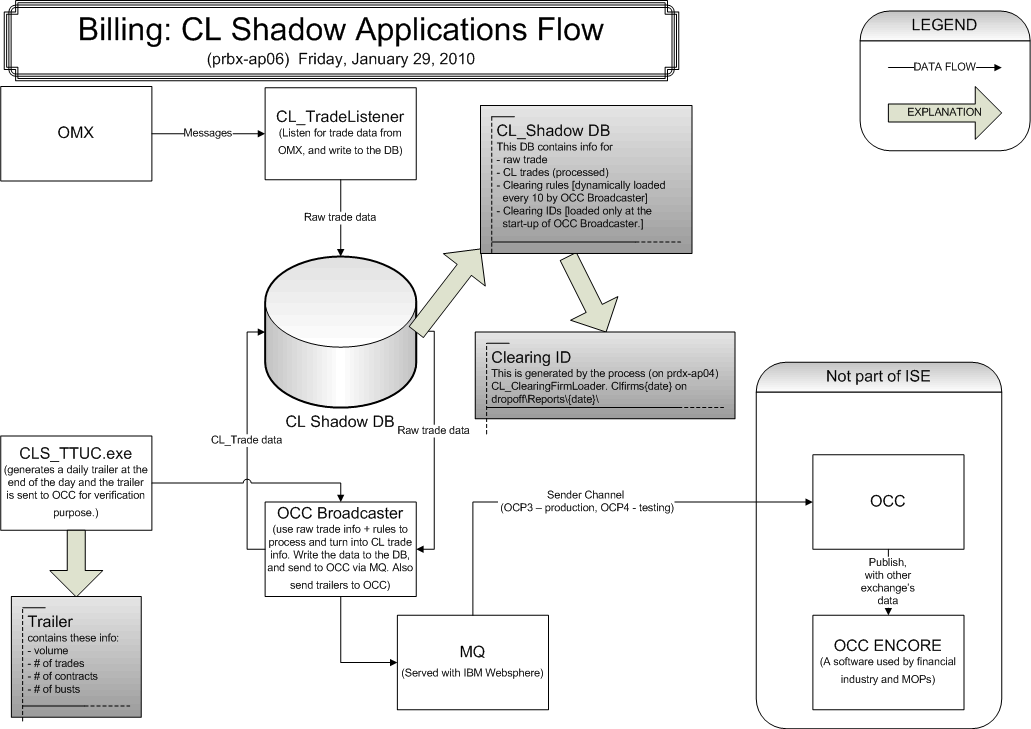 Billing: CL Shadow Applications Flow
(prbx-ap06) Friday, January 29, 2010
LEGEND
DATA FLOW
EXPLANATION
OMX
Messages
CL_TradeListener
(Listen for trade data from
OMX, and write to the DB)
Raw trade data
CL_Shadow DB
This DB contains info for
- raw trade
- CL trades (processed)
- Clearing rules [dynamically loaded
every 10 by OCC Broadcaster]
- Clearing IDs [loaded only at the
start-up of OCC Broadcaster.]
Clearing ID
This is generated by the process (on prdx-ap04)
CL_ClearingFirmLoader. Clfirms{date} on
dropoff\Reports\{date}\
CL Shadow DB
Raw trade data
CL_Trade data
CLS_TTUC.exe
(generates a daily trailer at the
end of the day and the trailer
is sent to OCC for verification
purpose.)
OCC Broadcaster
(use raw trade info + rules to
process and turn into CL trade
info. Write the data to the DB,
and send to OCC via MQ. Also
send trailers to OCC)
Trailer
contains these info:
- volume
- # of trades
- # of contracts
- # of busts
MQ
(Served with IBM Websphere)
Sender Channel
(OCP3 – production, OCP4 - testing)
Not part of ISE
OCC
Publish,
with other
exchange's
data
OCC ENCORE
(A software used by financial
industry and MOPs)